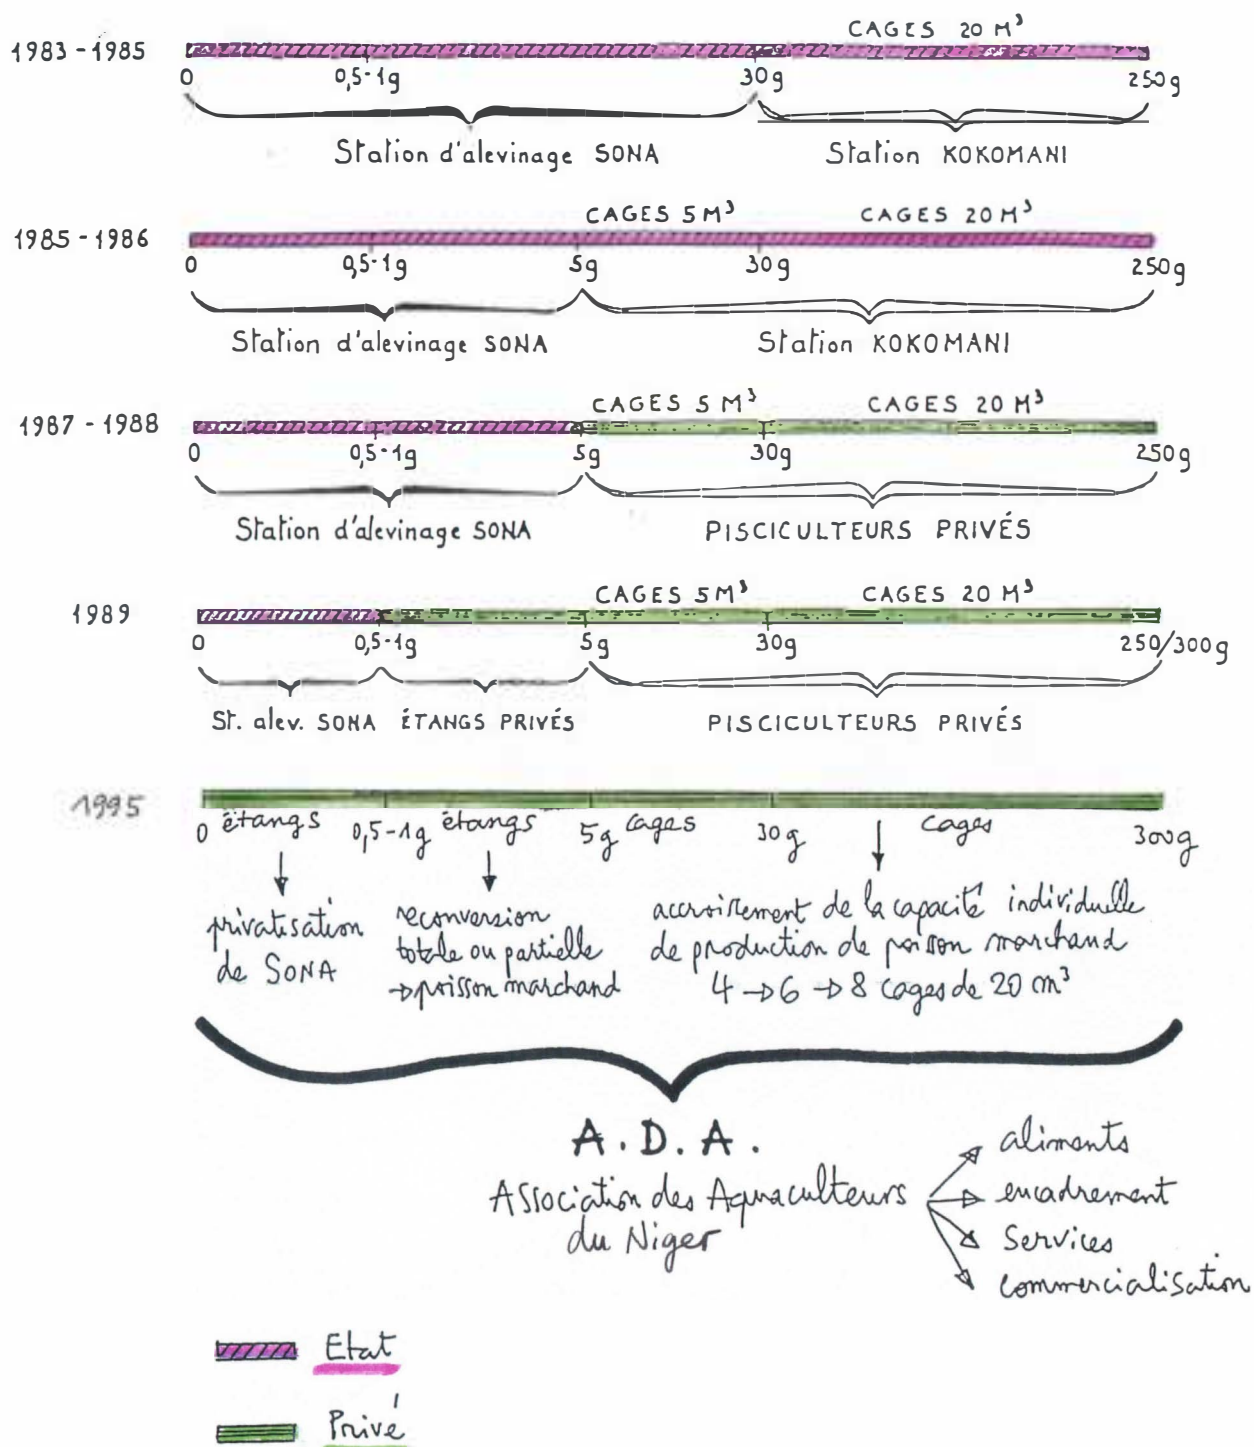 CAGES 20 M³
1983-1985
0 0,5-1g 30g 250g
Station d'alevinage SONA Station KOKOMANI
CAGES 5 M³ CAGES 20 M³
1985-1986
0 0,5-1g 5g 30g 250g
Station d'alevinage SONA Station KOKOMANI
CAGES 5 M³ CAGES 20 M³
1987-1988
0 0,5-1g 5g 30g 250g
Station d'alevinage SONA PISCICULTEURS PRIVÉS
CAGES 5 M³ CAGES 20 M³
1989
0 0,5-1g 5g 30g 250/300g
St. alev. SONA ÉTANGS PRIVÉS PISCICULTEURS PRIVÉS
1995
0 étangs 0,5-1g étangs 5g cages 30g cages 300g
privatisation
de SONA
reconversion
totale ou partielle
→ poisson marchand
accroissement de la capacité individuelle
de production de poisson marchand
4 → 6 → 8 cages de 20 m³
A.D.A.
Association des Aquaculteurs
du Niger
aliments
encadrement
Services
commercialisation
Etat
Privé